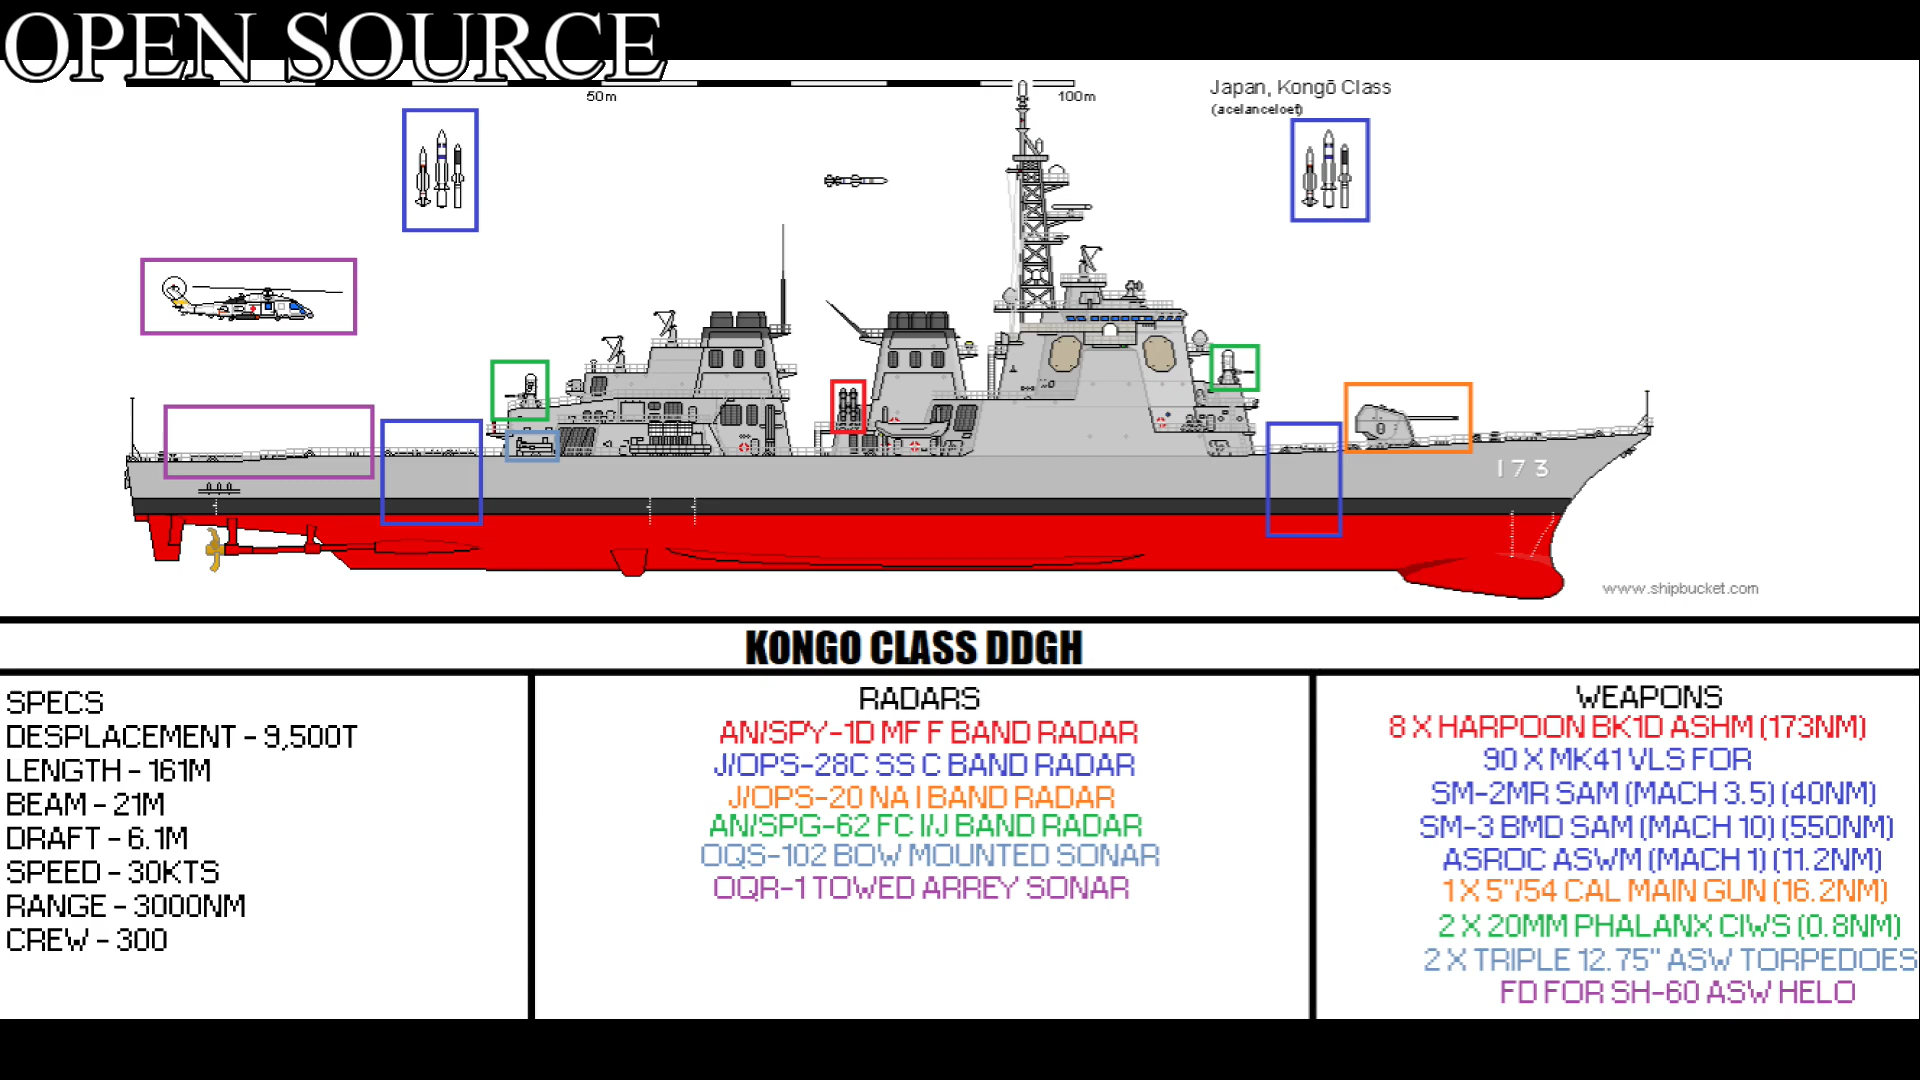 OPEN SOURCE
50m
100m
Japan, Kongō Class
(acelanceloet)
173
www.shipbucket.com
KONGO CLASS DDGH
SPECS
DESPLACEMENT - 9,500T
LENGTH - 161M
BEAM - 21M
DRAFT - 6.1M
SPEED - 30KTS
RANGE - 3000NM
CREW - 300
RADARS
AN/SPY-1D MF F BAND RADAR
J/OPS-28C SS C BAND RADAR
J/OPS-20 NA I BAND RADAR
AN/SPG-62 FC I/J BAND RADAR
OQS-102 BOW MOUNTED SONAR
OQR-1 TOWED ARREY SONAR
WEAPONS
8 X HARPOON BK1D ASHM (173NM)
90 X MK41 VLS FOR
SM-2MR SAM (MACH 3.5) (40NM)
SM-3 BMD SAM (MACH 10) (550NM)
ASROC ASWM (MACH 1) (11.2NM)
1 X 5"/54 CAL MAIN GUN (16.2NM)
2 X 20MM PHALANX CIWS (0.8NM)
2 X TRIPLE 12.75" ASW TORPEDOES
FD FOR SH-60 ASW HELO